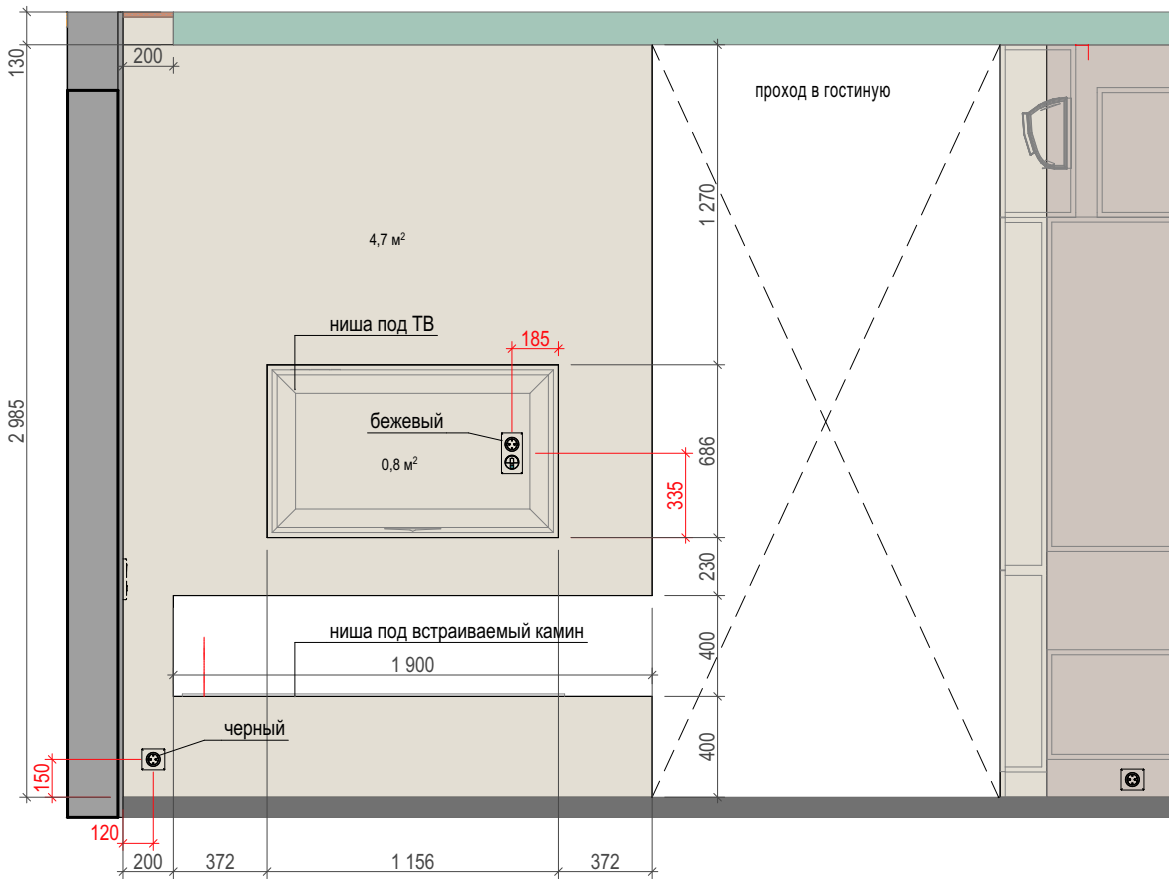 130
200
проход в гостиную
1 270
4,7 м²
2 985
ниша под ТВ
185
бежевый
0,8 м²
686
335
230
ниша под встраиваемый камин
1 900
400
черный
400
150
120
200
372
1 156
372